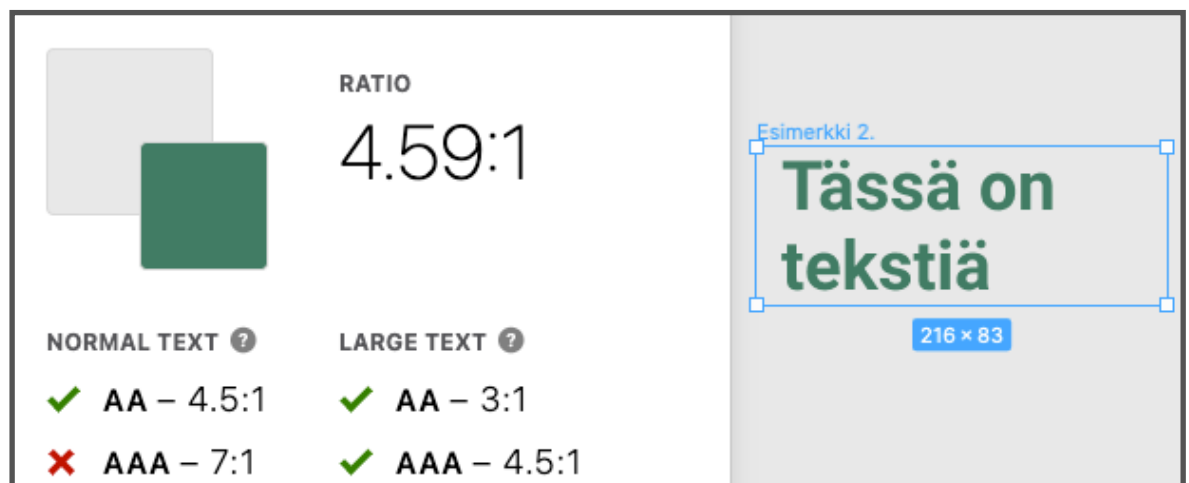 RATIO
4.59:1
NORMAL TEXT ?
AA – 4.5:1
AAA – 7:1
LARGE TEXT ?
AA – 3:1
AAA – 4.5:1
Esimerkki 2.
Tässä on
tekstiä
216 × 83